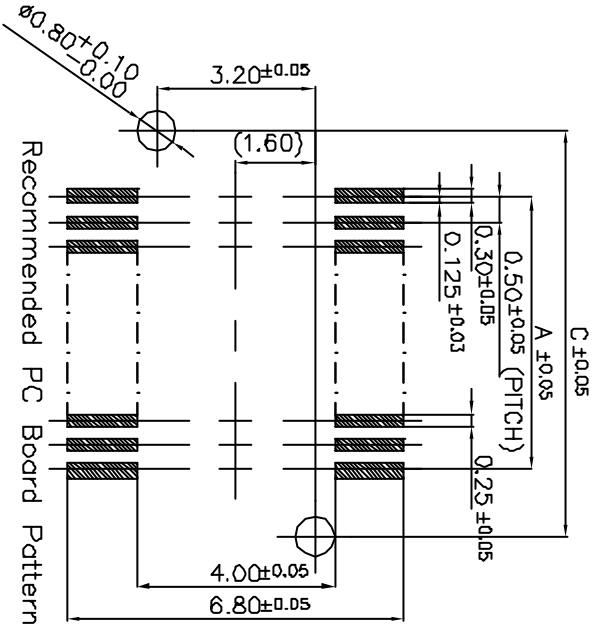 ø0.80+0.10
-0.00
3.20±0.05
(1.60)
0.125±0.03
0.30±0.05
0.50±0.05 (PITCH)
A ±0.05
C ±0.05
0.25±0.05
4.00±0.05
6.80±0.05
Recommended PC Board Pattern